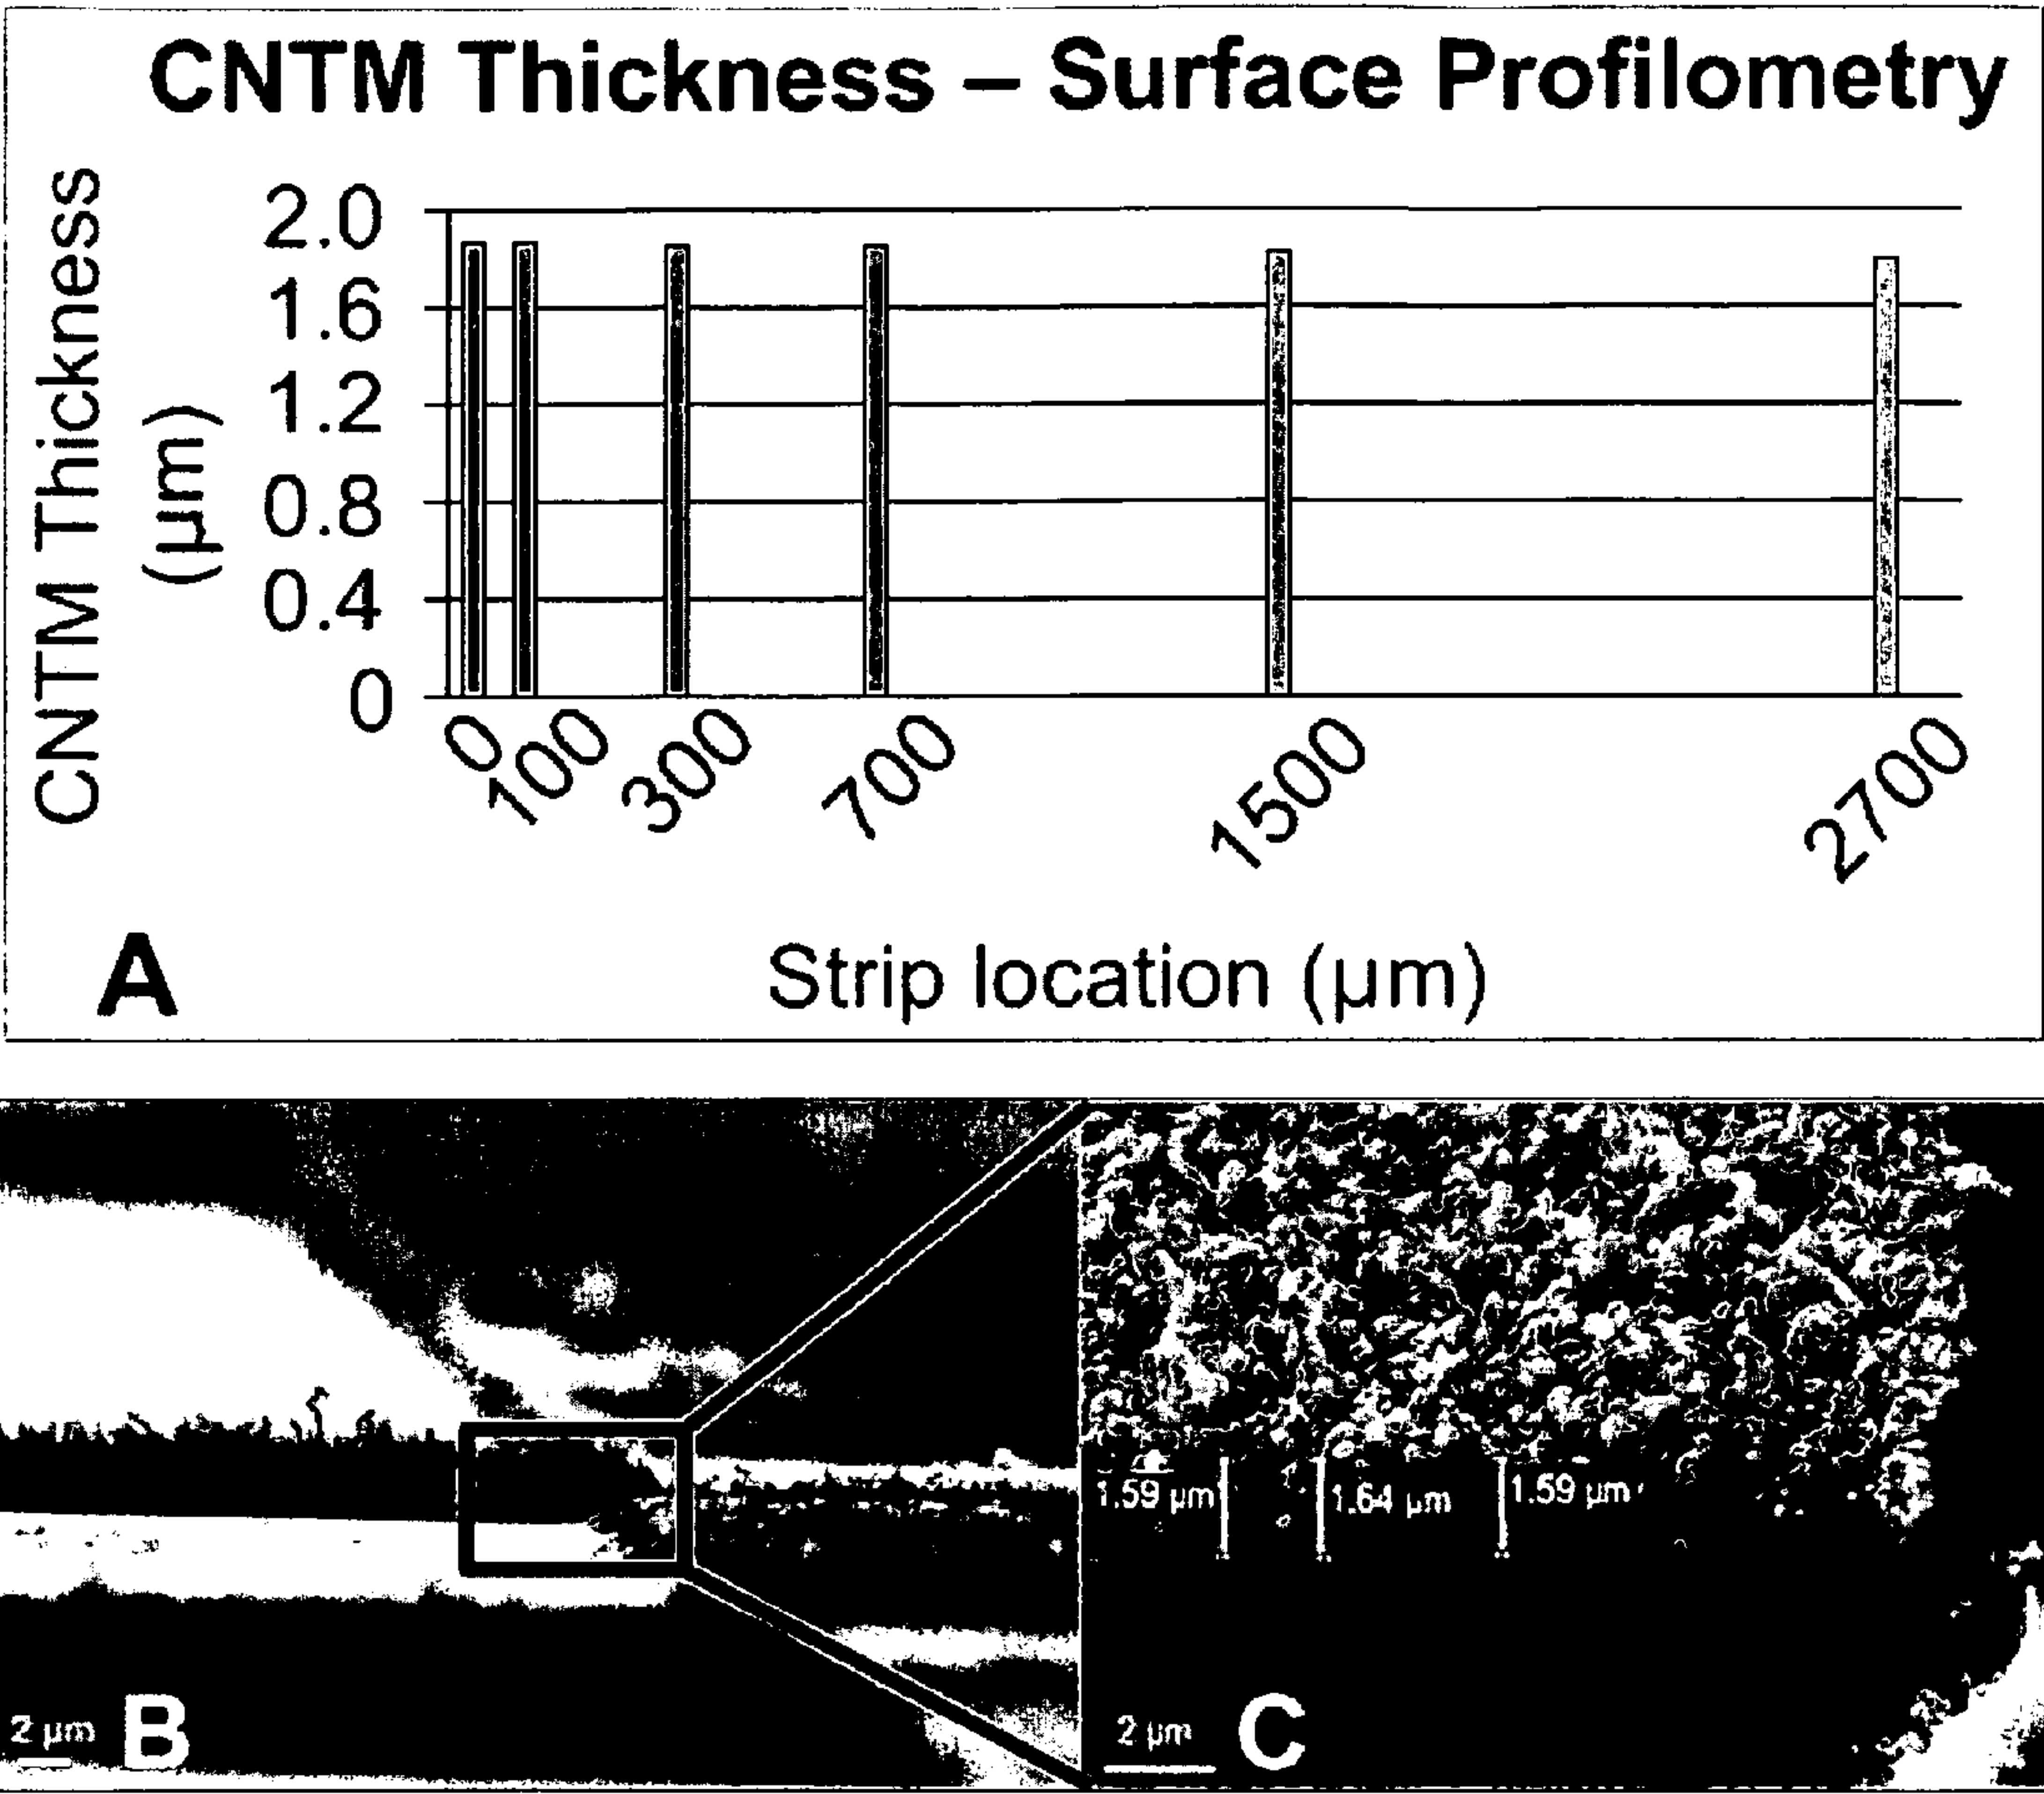 CNTM Thickness – Surface Profilometry
CNTM Thickness
(µm)
2.0
1.6
1.2
0.8
0.4
0
0
100
300
700
1500
2700
Strip location (µm)
A
1.59 µm
1.64 µm
1.59 µm
2 µm
B
2 µm
C